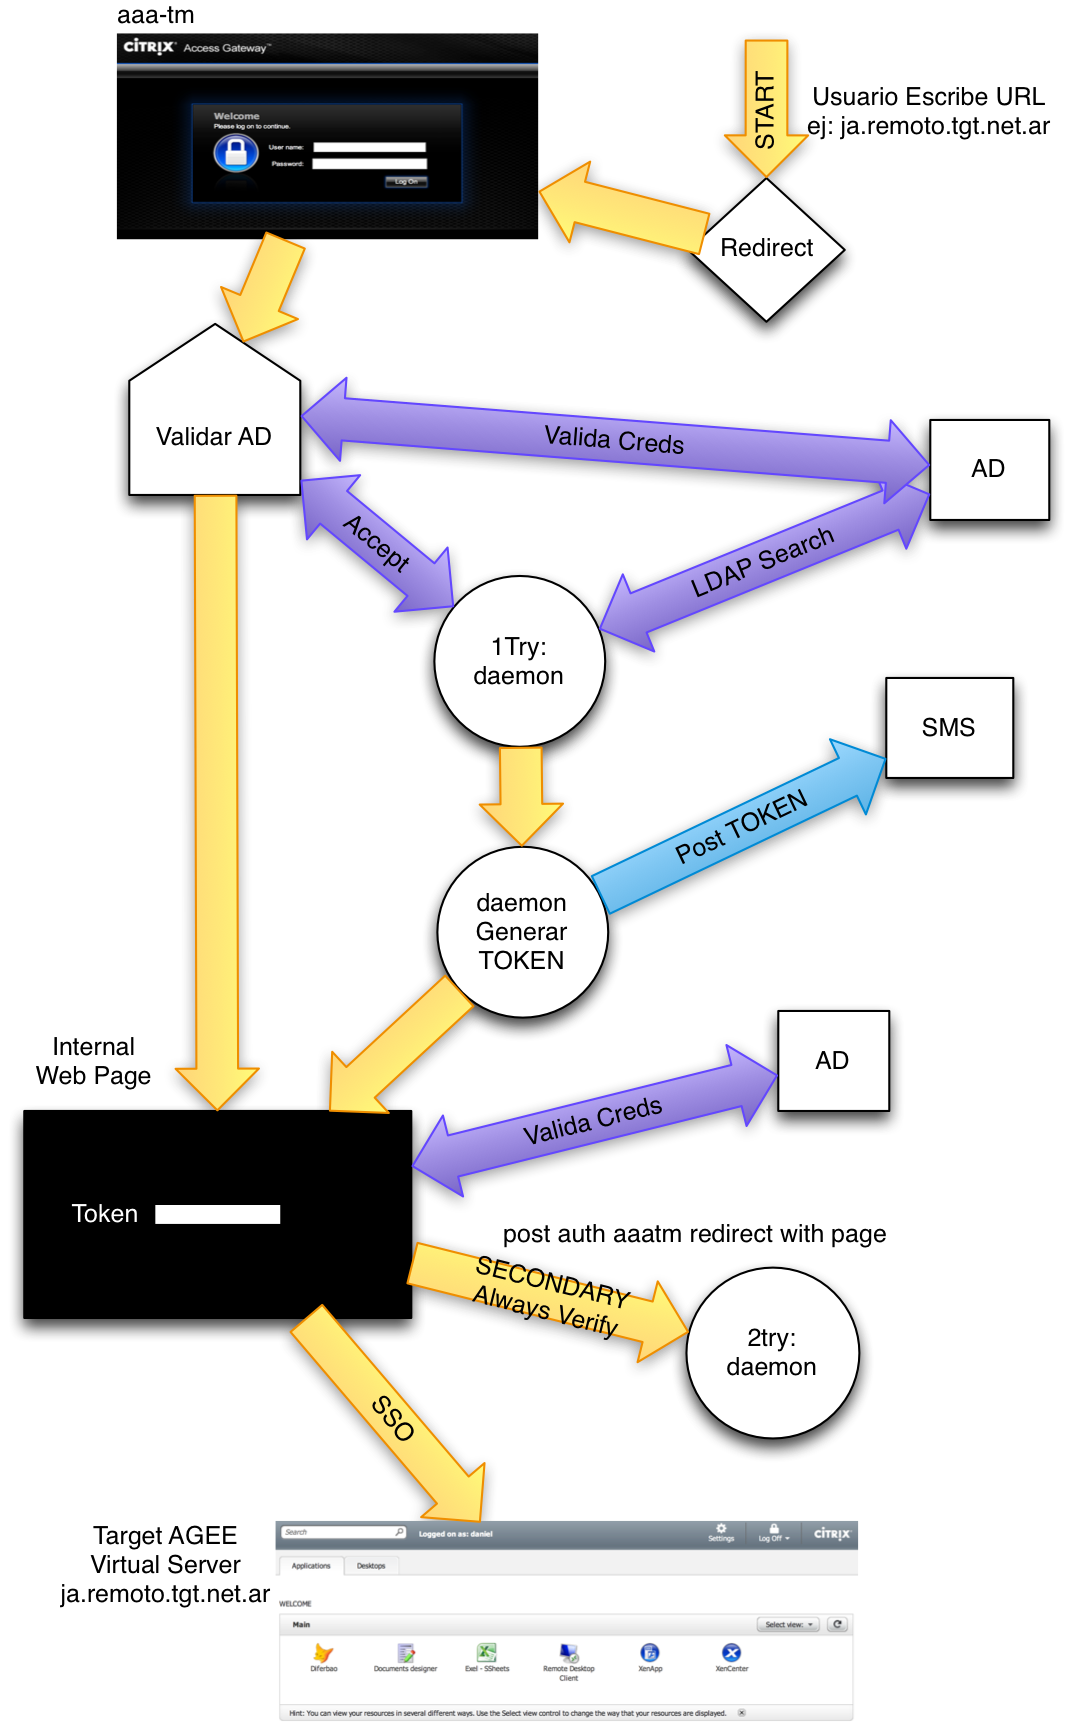 aaa-tm
CİTRIX Access Gateway™
Welcome
Please log on to continue.
User name:
Password:
Log On
START
Usuario Escribe URL
ej: ja.remoto.tgt.net.ar
Redirect
Validar AD
Valida Creds
AD
Accept
LDAP Search
1Try:
daemon
SMS
Post TOKEN
daemon
Generar
TOKEN
Internal
Web Page
AD
Valida Creds
Token
post auth aaatm redirect with page
SECONDARY
Always Verify
2try:
daemon
SSO
Target AGEE
Virtual Server
ja.remoto.tgt.net.ar
Search
Logged on as: daniel
Settings
Log Off
CİTRIX
Applications
Desktops
WELCOME
Main
Select view:
Diferbao
Documents designer
Exel - SSheets
Remote Desktop
Client
XenApp
XenCenter
Hint: You can view your resources in several different ways. Use the Select view control to change the way that your resources are displayed.